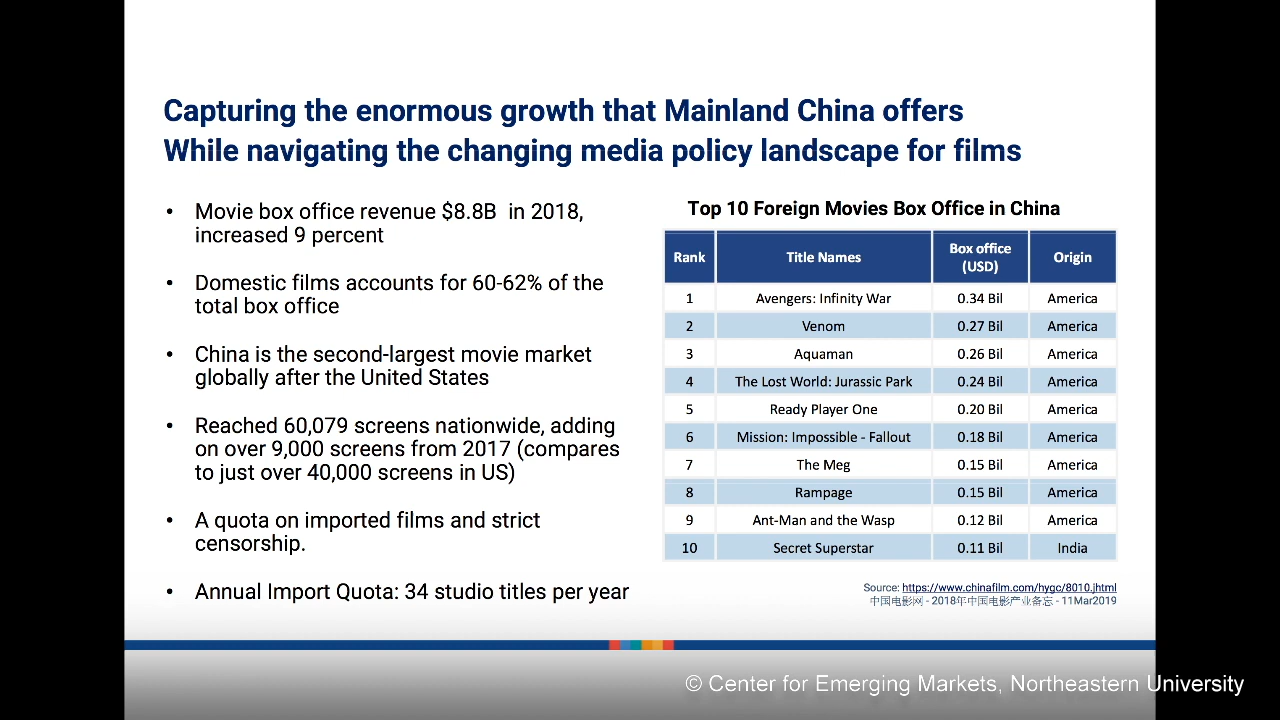 Capturing the enormous growth that Mainland China offers
While navigating the changing media policy landscape for films
• Movie box office revenue $8.8B in 2018,
increased 9 percent
• Domestic films accounts for 60-62% of the
total box office
• China is the second-largest movie market
globally after the United States
• Reached 60,079 screens nationwide, adding
on over 9,000 screens from 2017 (compares
to just over 40,000 screens in US)
• A quota on imported films and strict
censorship.
• Annual Import Quota: 34 studio titles per year
Top 10 Foreign Movies Box Office in China
Rank Title Names Box office (USD) Origin
1 Avengers: Infinity War 0.34 Bil America
2 Venom 0.27 Bil America
3 Aquaman 0.26 Bil America
4 The Lost World: Jurassic Park 0.24 Bil America
5 Ready Player One 0.20 Bil America
6 Mission: Impossible - Fallout 0.18 Bil America
7 The Meg 0.15 Bil America
8 Rampage 0.15 Bil America
9 Ant-Man and the Wasp 0.12 Bil America
10 Secret Superstar 0.11 Bil India
Source: https://www.chinafilm.com/hygc/8010.jhtml
中国电影网 - 2018年中国电影产业备忘 - 11Mar2019
© Center for Emerging Markets, Northeastern University